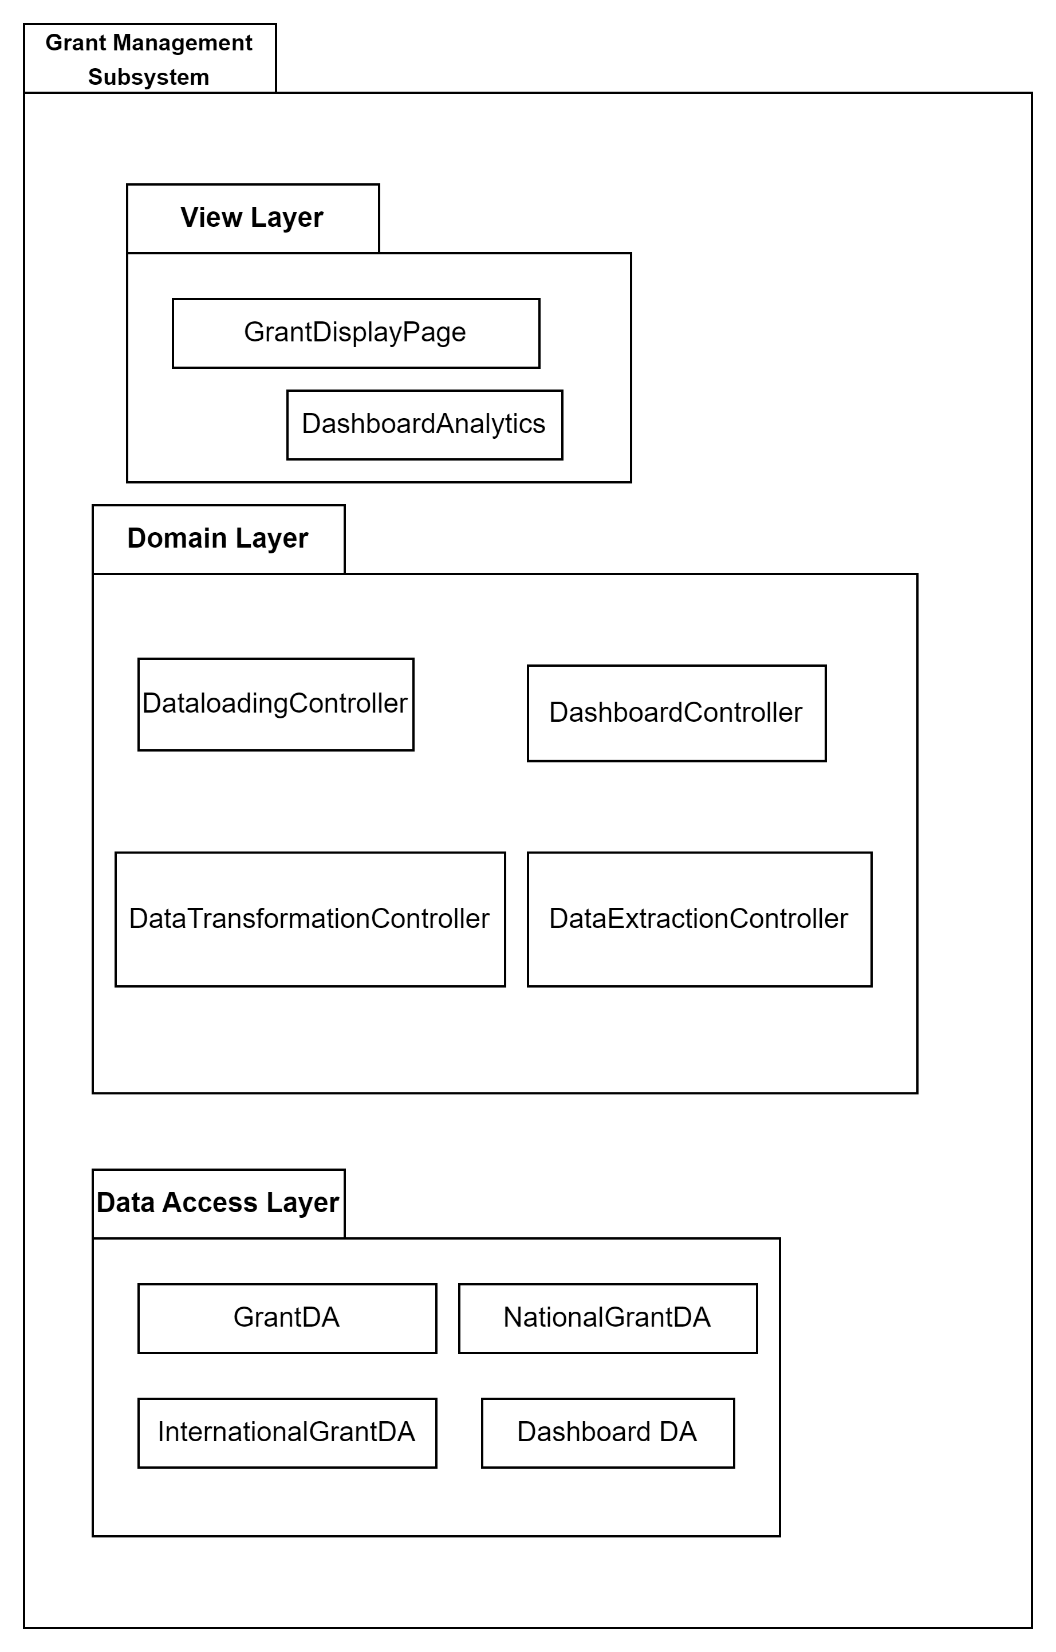 Grant Management
Subsystem
View Layer
GrantDisplayPage
DashboardAnalytics
Domain Layer
DataloadingController
DashboardController
DataTransformationController
DataExtractionController
Data Access Layer
GrantDA
NationalGrantDA
InternationalGrantDA
Dashboard DA